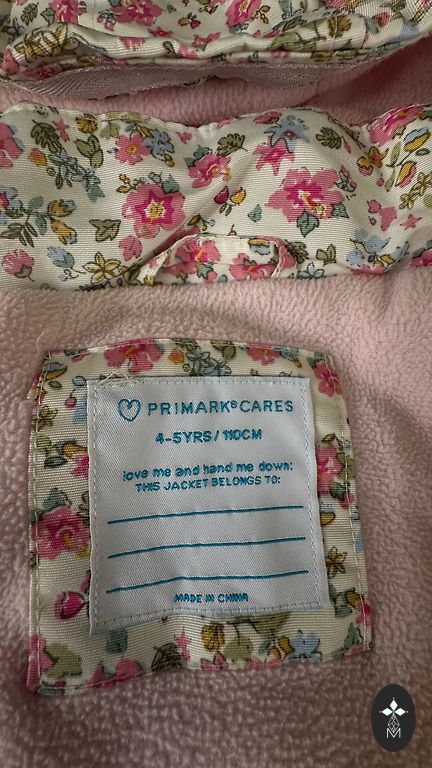 PRIMARK®CARES
4-5YRS / 110CM
love me and hand me down:
THIS JACKET BELONGS TO:
MADE IN CHINA
M